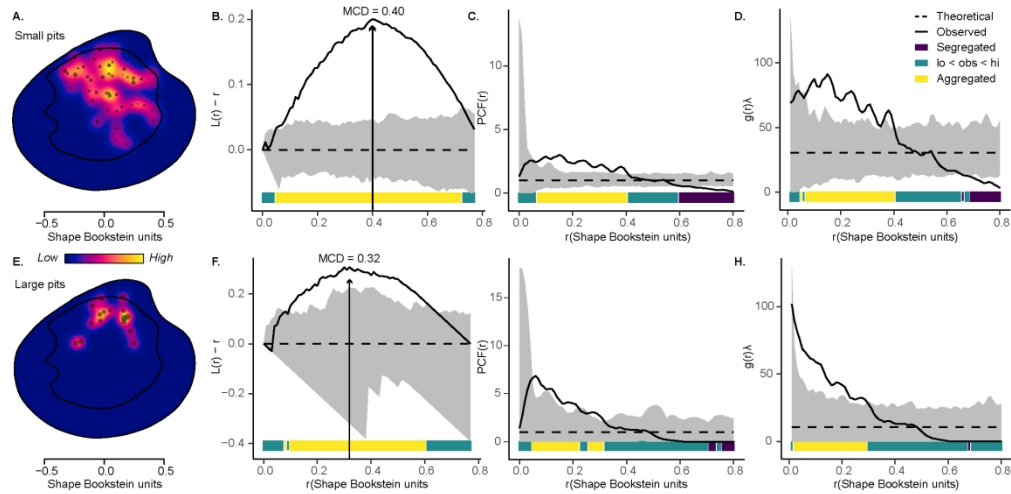 A.
Small pits
−0.5 0.0 0.5
Shape Bookstein units
B.
MCD = 0.40
L(r) − r
0.2
0.1
0.0
0.0 0.2 0.4 0.6 0.8
r(Shape Bookstein units)
C.
PCF(r)
10
5
0
0.0 0.2 0.4 0.6 0.8
r(Shape Bookstein units)
D.
g(r)λ
100
50
0
0.0 0.2 0.4 0.6 0.8
r(Shape Bookstein units)
Theoretical
Observed
Segregated
lo < obs < hi
Aggregated
E.
Low High
Large pits
−0.5 0.0 0.5
Shape Bookstein units
F.
MCD = 0.32
L(r) − r
0.2
0.0
−0.2
−0.4
0.0 0.2 0.4 0.6 0.8
r(Shape Bookstein units
PCF(r)
15
10
5
0
0.0 0.2 0.4 0.6 0.8
r(Shape Bookstein units)
H.
g(r)λ
100
50
0
0.0 0.2 0.4 0.6 0.8
r(Shape Bookstein units)